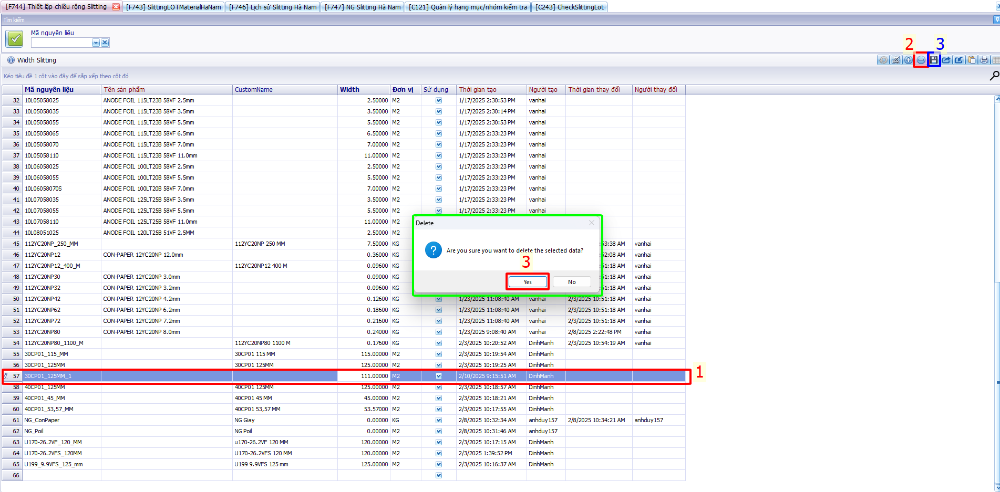 [F744] Thiết lập chiều rộng Slitting [F743] SlittingLOTMaterialHaNam [F746] Lịch sử Slitting Hà Nam [F747] NG Slitting Hà Nam [C121] Quản lý hạng mục/nhóm kiểm tra [C243] CheckSlittingLot
Tìm kiếm
Mã nguyên liệu
2 3
Width Slitting
Kéo tiêu đề 1 cột vào đây để sắp xếp theo cột đó
Mã nguyên liệu Tên sản phẩm CustomName Width Đơn vị Sử dụng Thời gian tạo Người tạo Thời gian thay đổi Người thay đổi
32 10L05058025 ANODE FOIL 115LT23B 58VF 2.5mm 2.50000 M2 1/17/2025 2:30:53 PM vanhai
33 10L05058035 ANODE FOIL 115LT23B 58VF 3.5mm 3.50000 M2 1/17/2025 2:30:14 PM vanhai
34 10L05058055 ANODE FOIL 115LT23B 58VF 5.5mm 5.50000 M2 1/17/2025 2:30:53 PM vanhai
35 10L05058065 ANODE FOIL 115LT23B 58VF 6.5mm 6.50000 M2 1/17/2025 2:33:23 PM vanhai
36 10L05058070 ANODE FOIL 115LT23B 58VF 7.0mm 7.00000 M2 1/17/2025 2:33:23 PM vanhai
37 10L05058110 ANODE FOIL 115LT23B 58VF 11.0mm 11.00000 M2 1/17/2025 2:33:23 PM vanhai
38 10L06058025 ANODE FOIL 100LT20B 58VF 2.5mm 2.50000 M2 1/17/2025 2:33:23 PM vanhai
39 10L06058055 ANODE FOIL 100LT20B 58VF 5.5mm 5.50000 M2 1/17/2025 2:33:23 PM vanhai
40 10L06058070S ANODE FOIL 100LT20B 58VF 7.0mm 7.00000 M2 1/17/2025 2:33:23 PM vanhai
41 10L07058035 ANODE FOIL 125LT25B 58VF 3.5mm 3.50000 M2 1/17/2025 2:33:23 PM vanhai
42 10L07058055 ANODE FOIL 125LT25B 58VF 5.5mm 5.50000 M2 1/17/2025 2:33:23 PM vanhai
43 10L07058110 ANODE FOIL 125LT25B 58VF 11.0mm 11.00000 M2
44 10L08051025 ANODE FOIL 120LT25B 51VF 2.5MM 2.50000 M2
45 112YC20NP_250_MM 112YC20NP 250 MM 7.50000 KG :53:38 AM vanhai
46 112YC20NP12 CON-PAPER 12YC20NP 12.0mm 0.36000 KG :52:08 AM vanhai
47 112YC20NP12_400_M 112YC20NP12 400 M 0.09600 KG :51:18 AM vanhai
48 112YC20NP30 CON-PAPER 12YC20NP 3.0mm 0.09000 KG :51:18 AM vanhai
49 112YC20NP32 CON-PAPER 12YC20NP 3.2mm 0.09600 KG :51:18 AM vanhai
50 112YC20NP42 CON-PAPER 12YC20NP 4.2mm 0.12600 KG 1/23/2025 11:08:40 AM vanhai 2/3/2025 10:51:18 AM vanhai
51 112YC20NP62 CON-PAPER 12YC20NP 6.2mm 0.18600 KG 1/23/2025 11:08:40 AM vanhai 2/3/2025 10:51:18 AM vanhai
52 112YC20NP72 CON-PAPER 12YC20NP 7.2mm 0.21600 KG 1/23/2025 11:08:40 AM vanhai 2/3/2025 10:51:18 AM vanhai
53 112YC20NP80 CON-PAPER 12YC20NP 8.0mm 0.24000 KG 1/23/2025 9:08:40 AM vanhai 2/8/2025 2:22:48 PM vanhai
54 112YC20NP80_1100_M 112YC20NP80 1100 M 0.17600 KG 2/3/2025 10:20:52 AM DinhManh 2/3/2025 10:54:19 AM vanhai
55 30CP01_115_MM 30CP01 115 MM 115.00000 M2 2/3/2025 10:19:54 AM DinhManh
56 30CP01_125MM 30CP01 125MM 125.00000 M2 2/3/2025 10:19:25 AM DinhManh
57 30CP01_125MM_1 111.00000 M2 2/10/2025 9:15:51 AM DinhManh 1
58 40CP01_125MM 40CP01 125MM 125.00000 M2 2/3/2025 10:18:57 AM DinhManh
59 40CP01_45_MM 40CP01 45 MM 45.00000 M2 2/3/2025 10:18:21 AM DinhManh
60 40CP01_53,57_MM 40CP01 53,57 MM 53.57000 M2 2/3/2025 10:17:55 AM DinhManh
61 NG_ConPaper NG Giay 0.00000 KG 2/8/2025 10:32:34 AM anhduy157 2/8/2025 10:34:21 AM anhduy157
62 NG_Poil NG Poil 0.00000 M2 2/8/2025 10:31:46 AM anhduy157
63 U170-26.2VF_120_MM u170-26.2VF 120 MM 120.00000 M2 2/3/2025 10:17:15 AM DinhManh
64 U170-26.2VFS_120MM U170-26.2VFS 120 MM 120.00000 M2 2/3/2025 1:39:52 PM DinhManh
65 U199_9.9VFS_125_mm U199 9.9VFS 125 mm 125.00000 M2 2/3/2025 10:16:37 AM DinhManh
66
Delete
Are you sure you want to delete the selected data?
3
Yes No